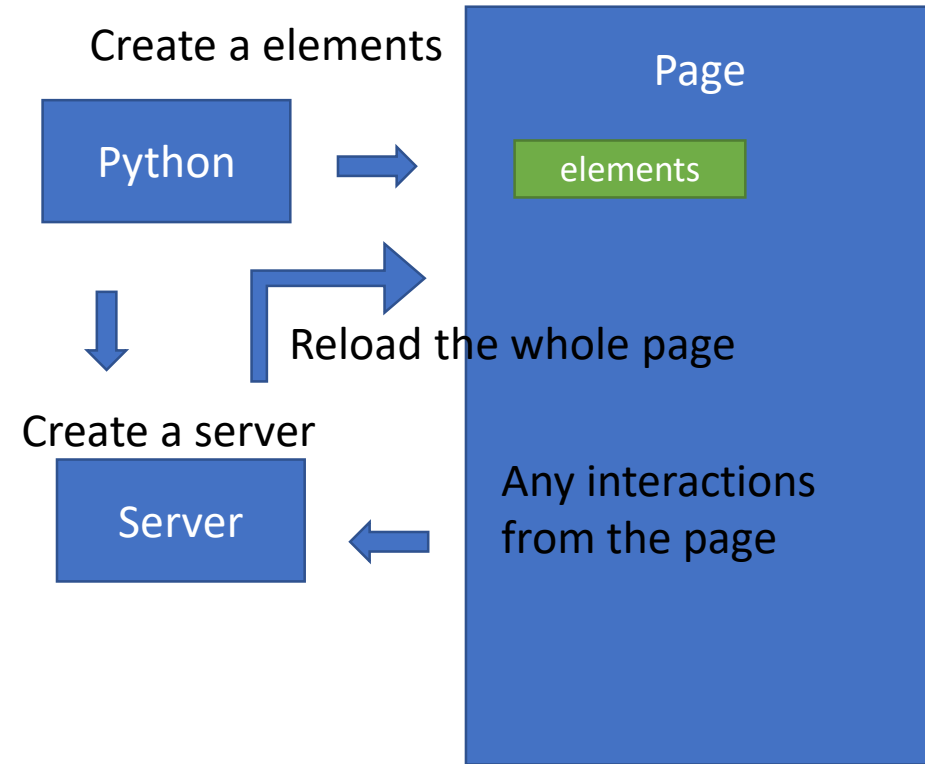 Create a elements
Page
Python
elements
Reload the whole page
Create a server
Server
Any interactions
from the page